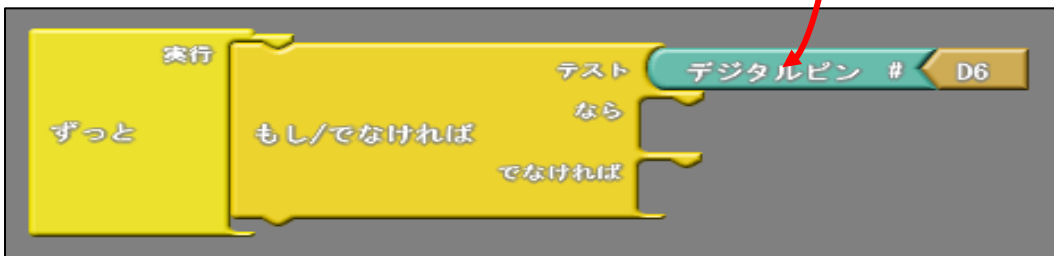 実行
テスト
デジタルピン # D6
なら
ずっと
もし/でなければ
でなければ